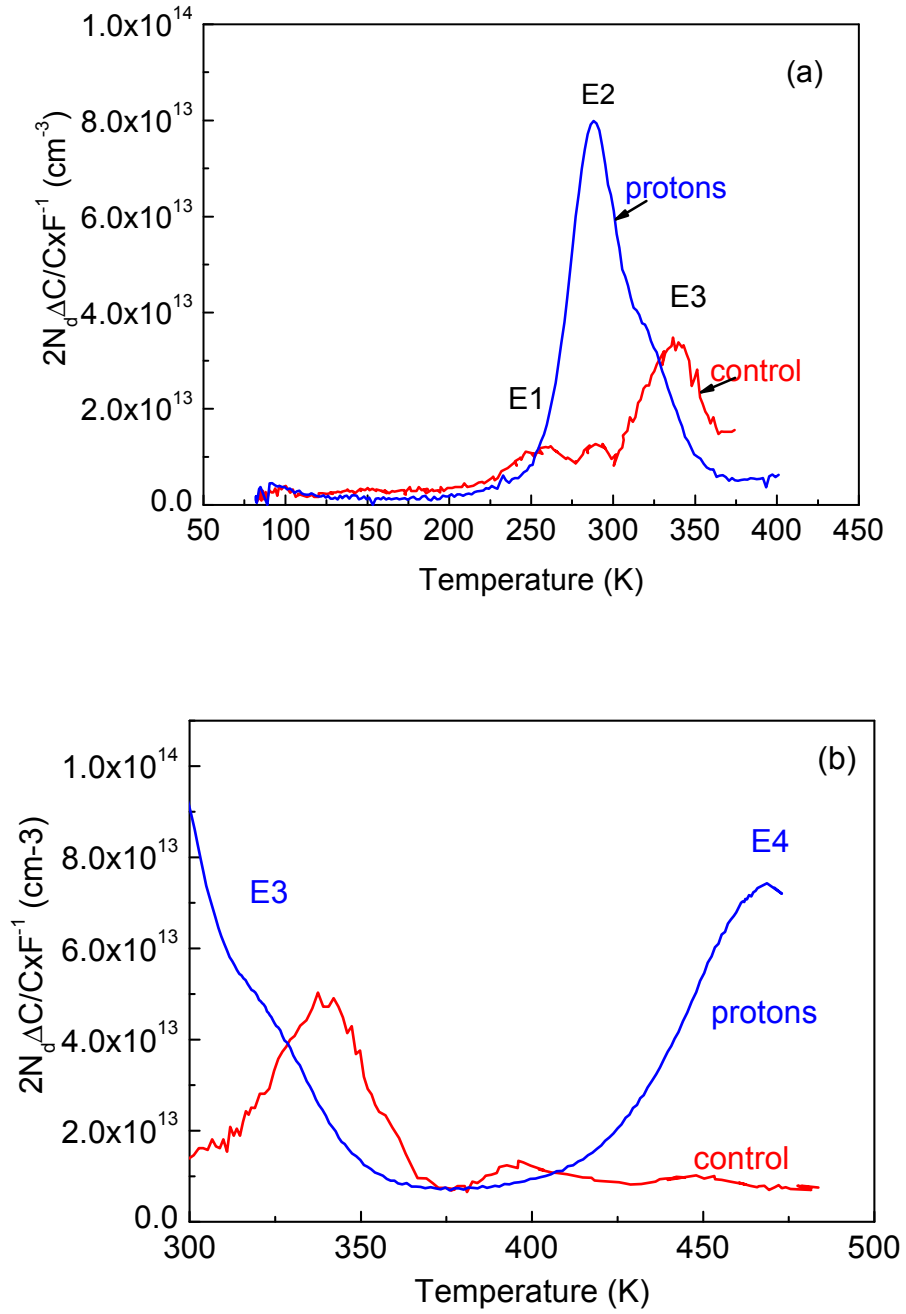 (a)
2N_dΔC/CxF^-1 (cm^-3)
1.0x10^14
8.0x10^13
6.0x10^13
4.0x10^13
2.0x10^13
0.0
E2
protons
E3
control
E1
50 100 150 200 250 300 350 400 450
Temperature (K)
(b)
2N_dΔC/CxF^-1 (cm-3)
1.0x10^14
8.0x10^13
6.0x10^13
4.0x10^13
2.0x10^13
0.0
E4
E3
protons
control
300 350 400 450 500
Temperature (K)